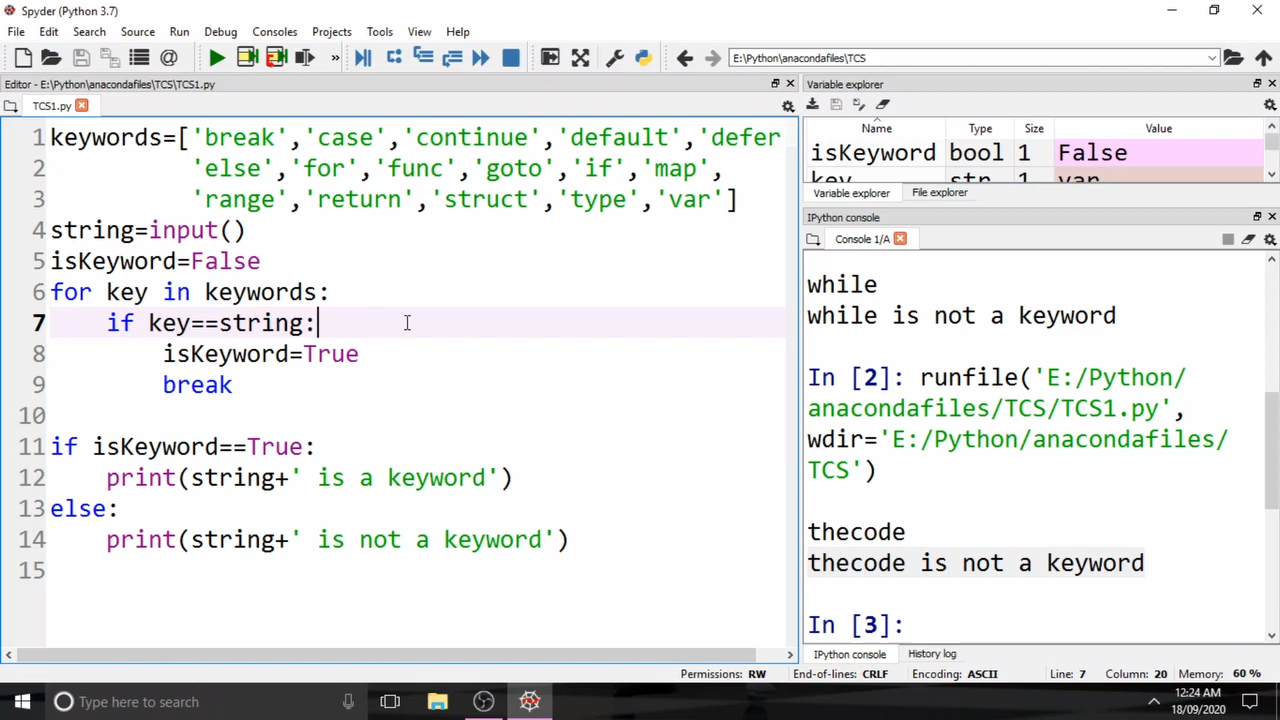 Spyder (Python 3.7)
File Edit Search Source Run Debug Consoles Projects Tools View Help
E:\Python\anacondafiles\TCS
Editor - E:\Python\anacondafiles\TCS\TCS1.py
TCS1.py
1 keywords=['break','case','continue','default','defer
2 'else','for','func','goto','if','map',
3 'range','return','struct','type','var']
4 string=input()
5 isKeyword=False
6 for key in keywords:
7 if key==string:
8 isKeyword=True
9 break
10
11 if isKeyword==True:
12 print(string+' is a keyword')
13 else:
14 print(string+' is not a keyword')
15
Variable explorer
Name Type Size Value
isKeyword bool 1 False
key str 1 var
Variable explorer File explorer
IPython console
Console 1/A
while
while is not a keyword
In [2]: runfile('E:/Python/
anacondafiles/TCS/TCS1.py',
wdir='E:/Python/anacondafiles/
TCS')
thecode
thecode is not a keyword
In [3]:
IPython console History log
Permissions: RW End-of-lines: CRLF Encoding: ASCII Line: 7 Column: 20 Memory: 60 %
Type here to search
12:24 AM
18/09/2020